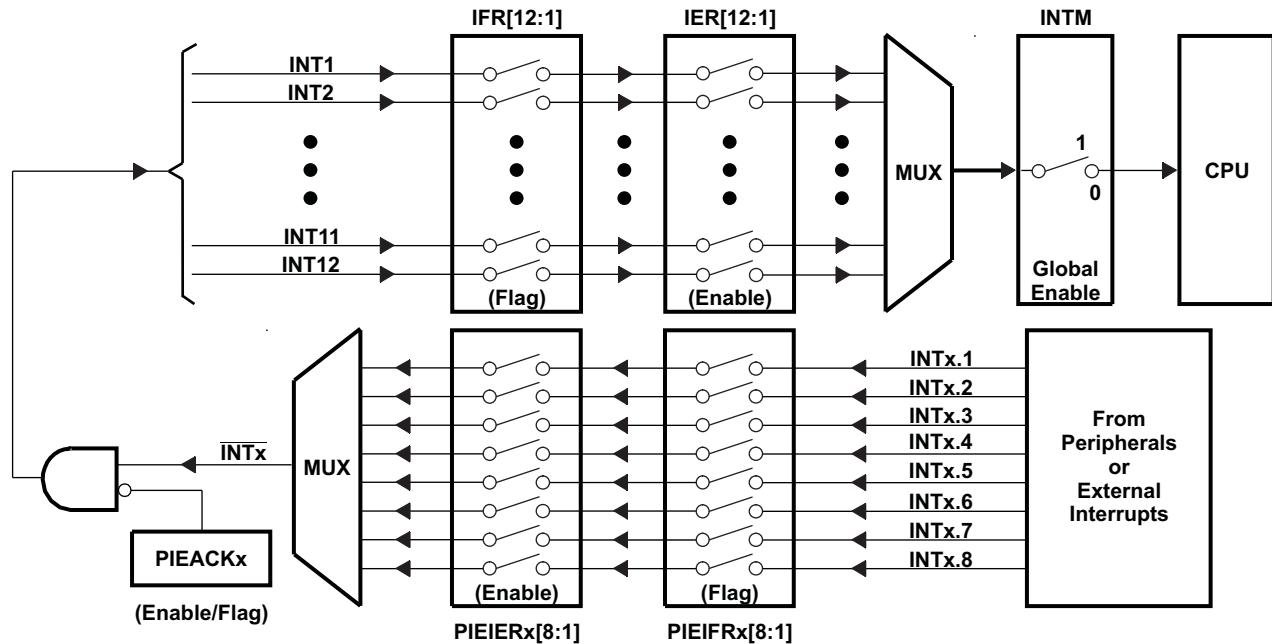 IFR[12:1]
IER[12:1]
INTM
INT1
INT2
INT11
INT12
(Flag)
(Enable)
MUX
1
0
Global
Enable
CPU
INTx
MUX
PIEACKx
(Enable/Flag)
(Enable)
PIEIERx[8:1]
(Flag)
PIEIFRx[8:1]
INTx.1
INTx.2
INTx.3
INTx.4
INTx.5
INTx.6
INTx.7
INTx.8
From
Peripherals
or
External
Interrupts